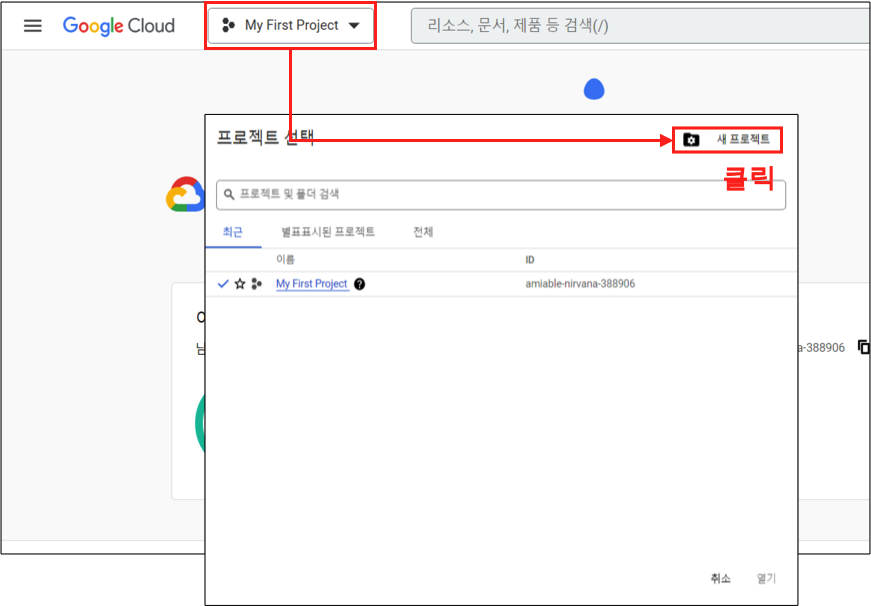 Google Cloud My First Project 리소스, 문서, 제품 등 검색(/)
프로젝트 선택 새 프로젝트
클릭
프로젝트 및 폴더 검색
최근 별표표시된 프로젝트 전체
이름 ID
My First Project ? amiable-nirvana-388906
a-388906
취소 열기